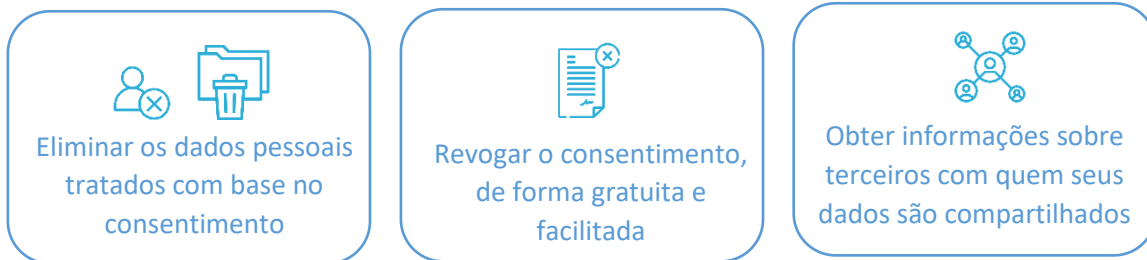 Eliminar os dados pessoais
tratados com base no
consentimento
Revogar o consentimento,
de forma gratuita e
facilitada
Obter informações sobre
terceiros com quem seus
dados são compartilhados